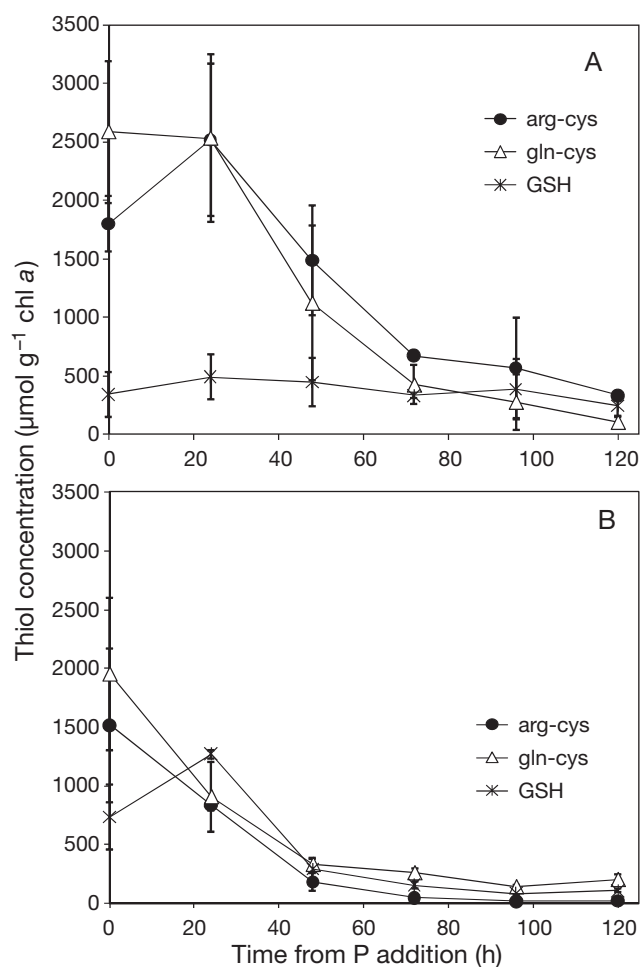 A
3500
3000
2500
2000
1500
1000
500
0
0 20 40 60 80 100 120
arg-cys
gln-cys
GSH
Thiol concentration (µmol g⁻¹ chl a)
B
3500
3000
2500
2000
1500
1000
500
0
arg-cys
gln-cys
GSH
0 20 40 60 80 100 120
Time from P addition (h)